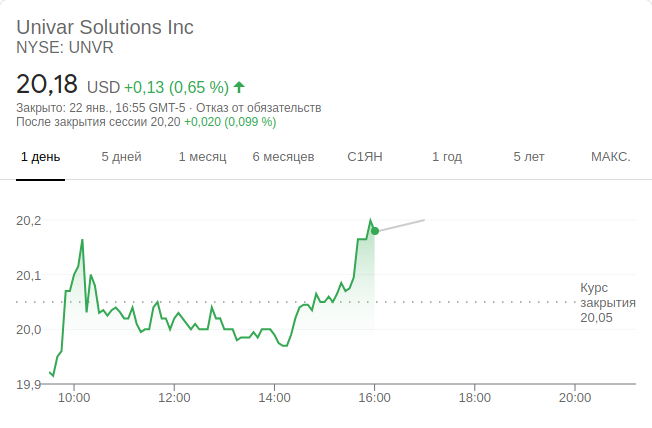 Univar Solutions Inc
NYSE: UNVR
20,18 USD +0,13 (0,65 %)
Закрыто: 22 янв., 16:55 GMT-5 · Отказ от обязательств
После закрытия сессии 20,20 +0,020 (0,099 %)
1 день 5 дней 1 месяц 6 месяцев С1ЯН 1 год 5 лет МАКС.
20,2
20,1
Курс
закрытия
20,05
20,0
19,9
10:00 12:00 14:00 16:00 18:00 20:00